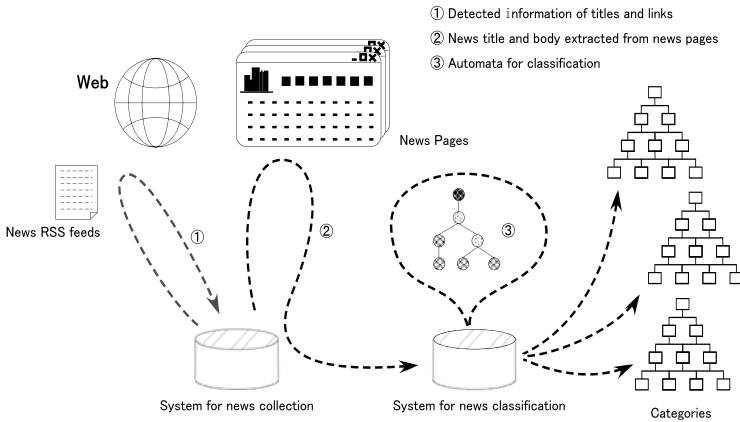 ① Detected information of titles and links
② News title and body extracted from news pages
③ Automata for classification
Web
News Pages
News RSS feeds
①
②
③
System for news collection
System for news classification
Categories